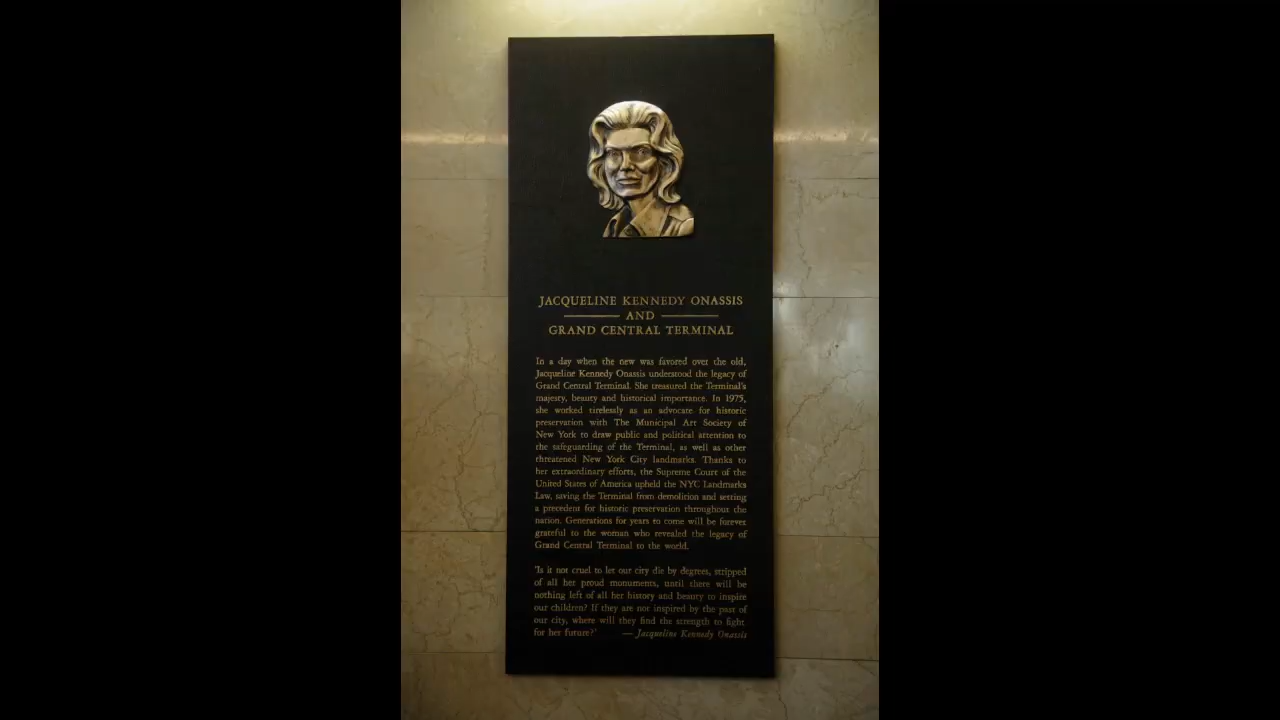 JACQUELINE KENNEDY ONASSIS
AND
GRAND CENTRAL TERMINAL
In a day when the new was favored over the old,
Jacqueline Kennedy Onassis understood the legacy of
Grand Central Terminal. She treasured the Terminal's
majesty, beauty and historical importance. In 1975,
she worked tirelessly as an advocate for historic
preservation with The Municipal Art Society of
New York to draw public and political attention to
the safeguarding of the Terminal, as well as other
threatened New York City landmarks. Thanks to
her extraordinary efforts, the Supreme Court of the
United States of America upheld the NYC Landmarks
Law, saving the Terminal from demolition and setting
a precedent for historic preservation throughout the
nation. Generations for years to come will be forever
grateful to the woman who revealed the legacy of
Grand Central Terminal to the world.
'Is it not cruel to let our city die by degrees, stripped
of all her proud monuments, until there will be
nothing left of all her history and beauty to inspire
our children? If they are not inspired by the past of
our city, where will they find the strength to fight
for her future?' — Jacqueline Kennedy Onassis